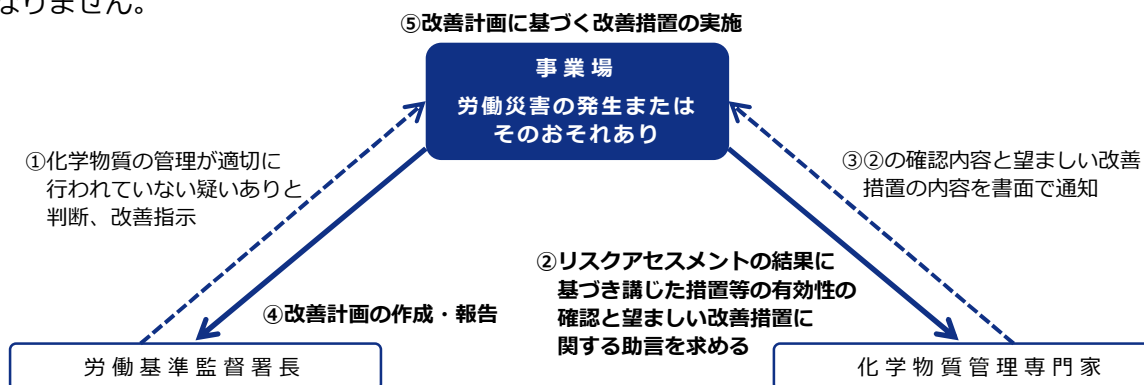 なりません。
⑤改善計画に基づく改善措置の実施
事業場
労働災害の発生または
そのおそれあり
①化学物質の管理が適切に
行われていない疑いありと
判断、改善指示
③②の確認内容と望ましい改善
措置の内容を書面で通知
②リスクアセスメントの結果に
基づき講じた措置等の有効性の
確認と望ましい改善措置に
関する助言を求める
④改善計画の作成・報告
労働基準監督署長
化学物質管理専門家